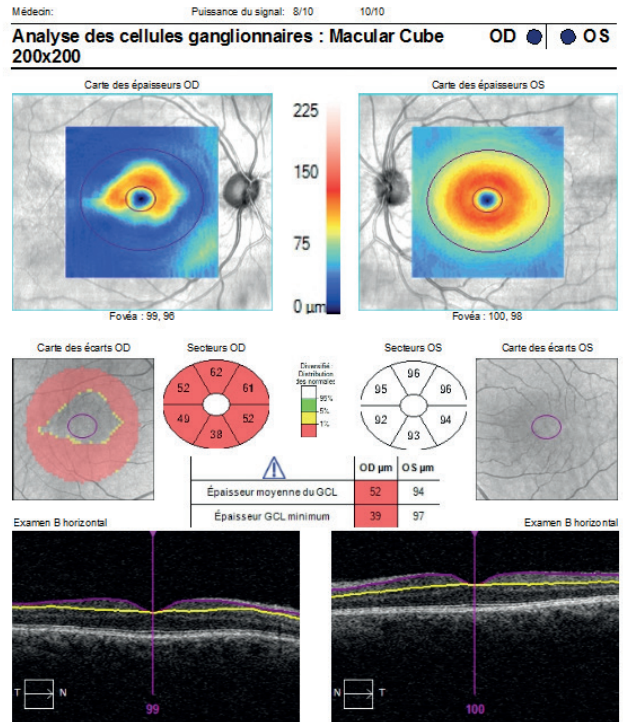 Médecin: Puissance du signal: 8/10 10/10
Analyse des cellules ganglionnaires : Macular Cube 200x200 OD OS
Carte des épaisseurs OD Carte des épaisseurs OS
225
150
75
0 µm
Fovéa : 99, 96 Fovéa : 100, 98
Carte des écarts OD Secteurs OD Secteurs OS Carte des écarts OS
Diversifié :
Distribution
des normales
95%
5%
1%
62
52 61
49 52
38
96
95 96
92 94
93
OD µm OS µm
Épaisseur moyenne du GCL 52 94
Épaisseur GCL minimum 39 97
Examen B horizontal Examen B horizontal
T N
99
N T
100